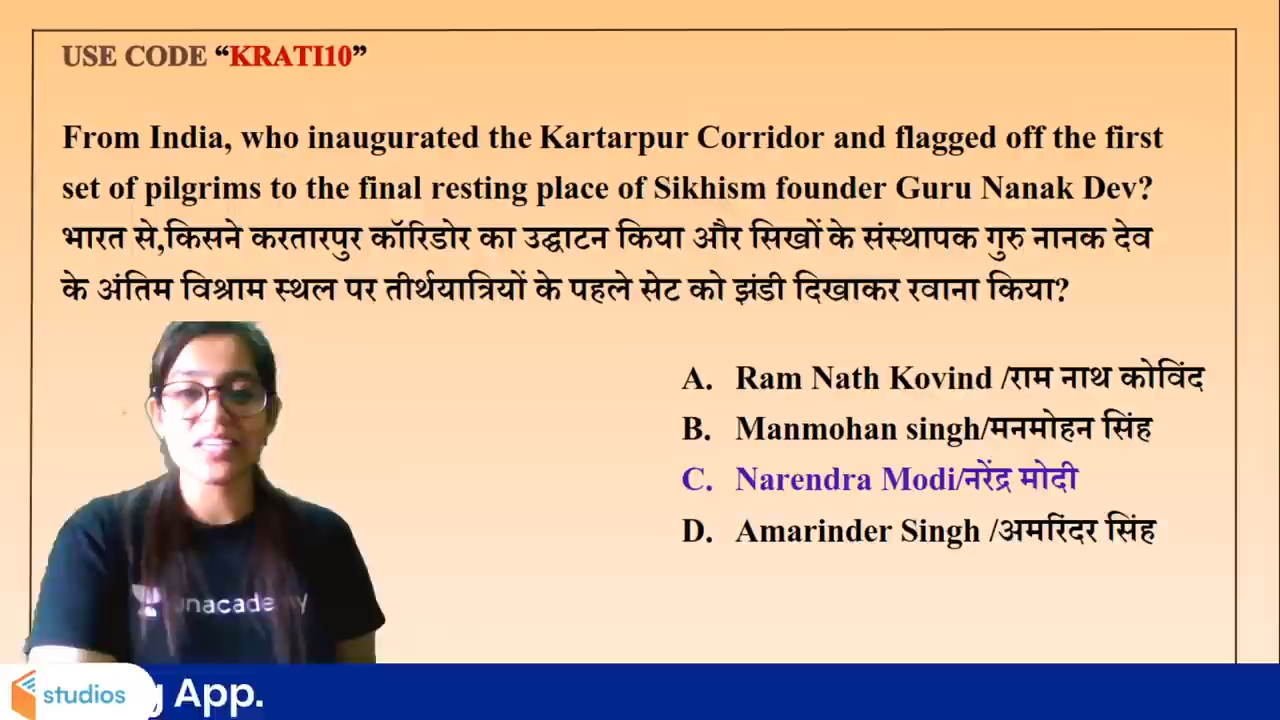 USE CODE “KRATI10”
From India, who inaugurated the Kartarpur Corridor and flagged off the first
set of pilgrims to the final resting place of Sikhism founder Guru Nanak Dev?
भारत से,किसने करतारपुर कॉरिडोर का उद्घाटन किया और सिखों के संस्थापक गुरु नानक देव
के अंतिम विश्राम स्थल पर तीर्थयात्रियों के पहले सेट को झंडी दिखाकर रवाना किया?
A. Ram Nath Kovind /राम नाथ कोविंद
B. Manmohan singh/मनमोहन सिंह
C. Narendra Modi/नरेंद्र मोदी
D. Amarinder Singh /अमरिंदर सिंह
unacademy
studios
g App.